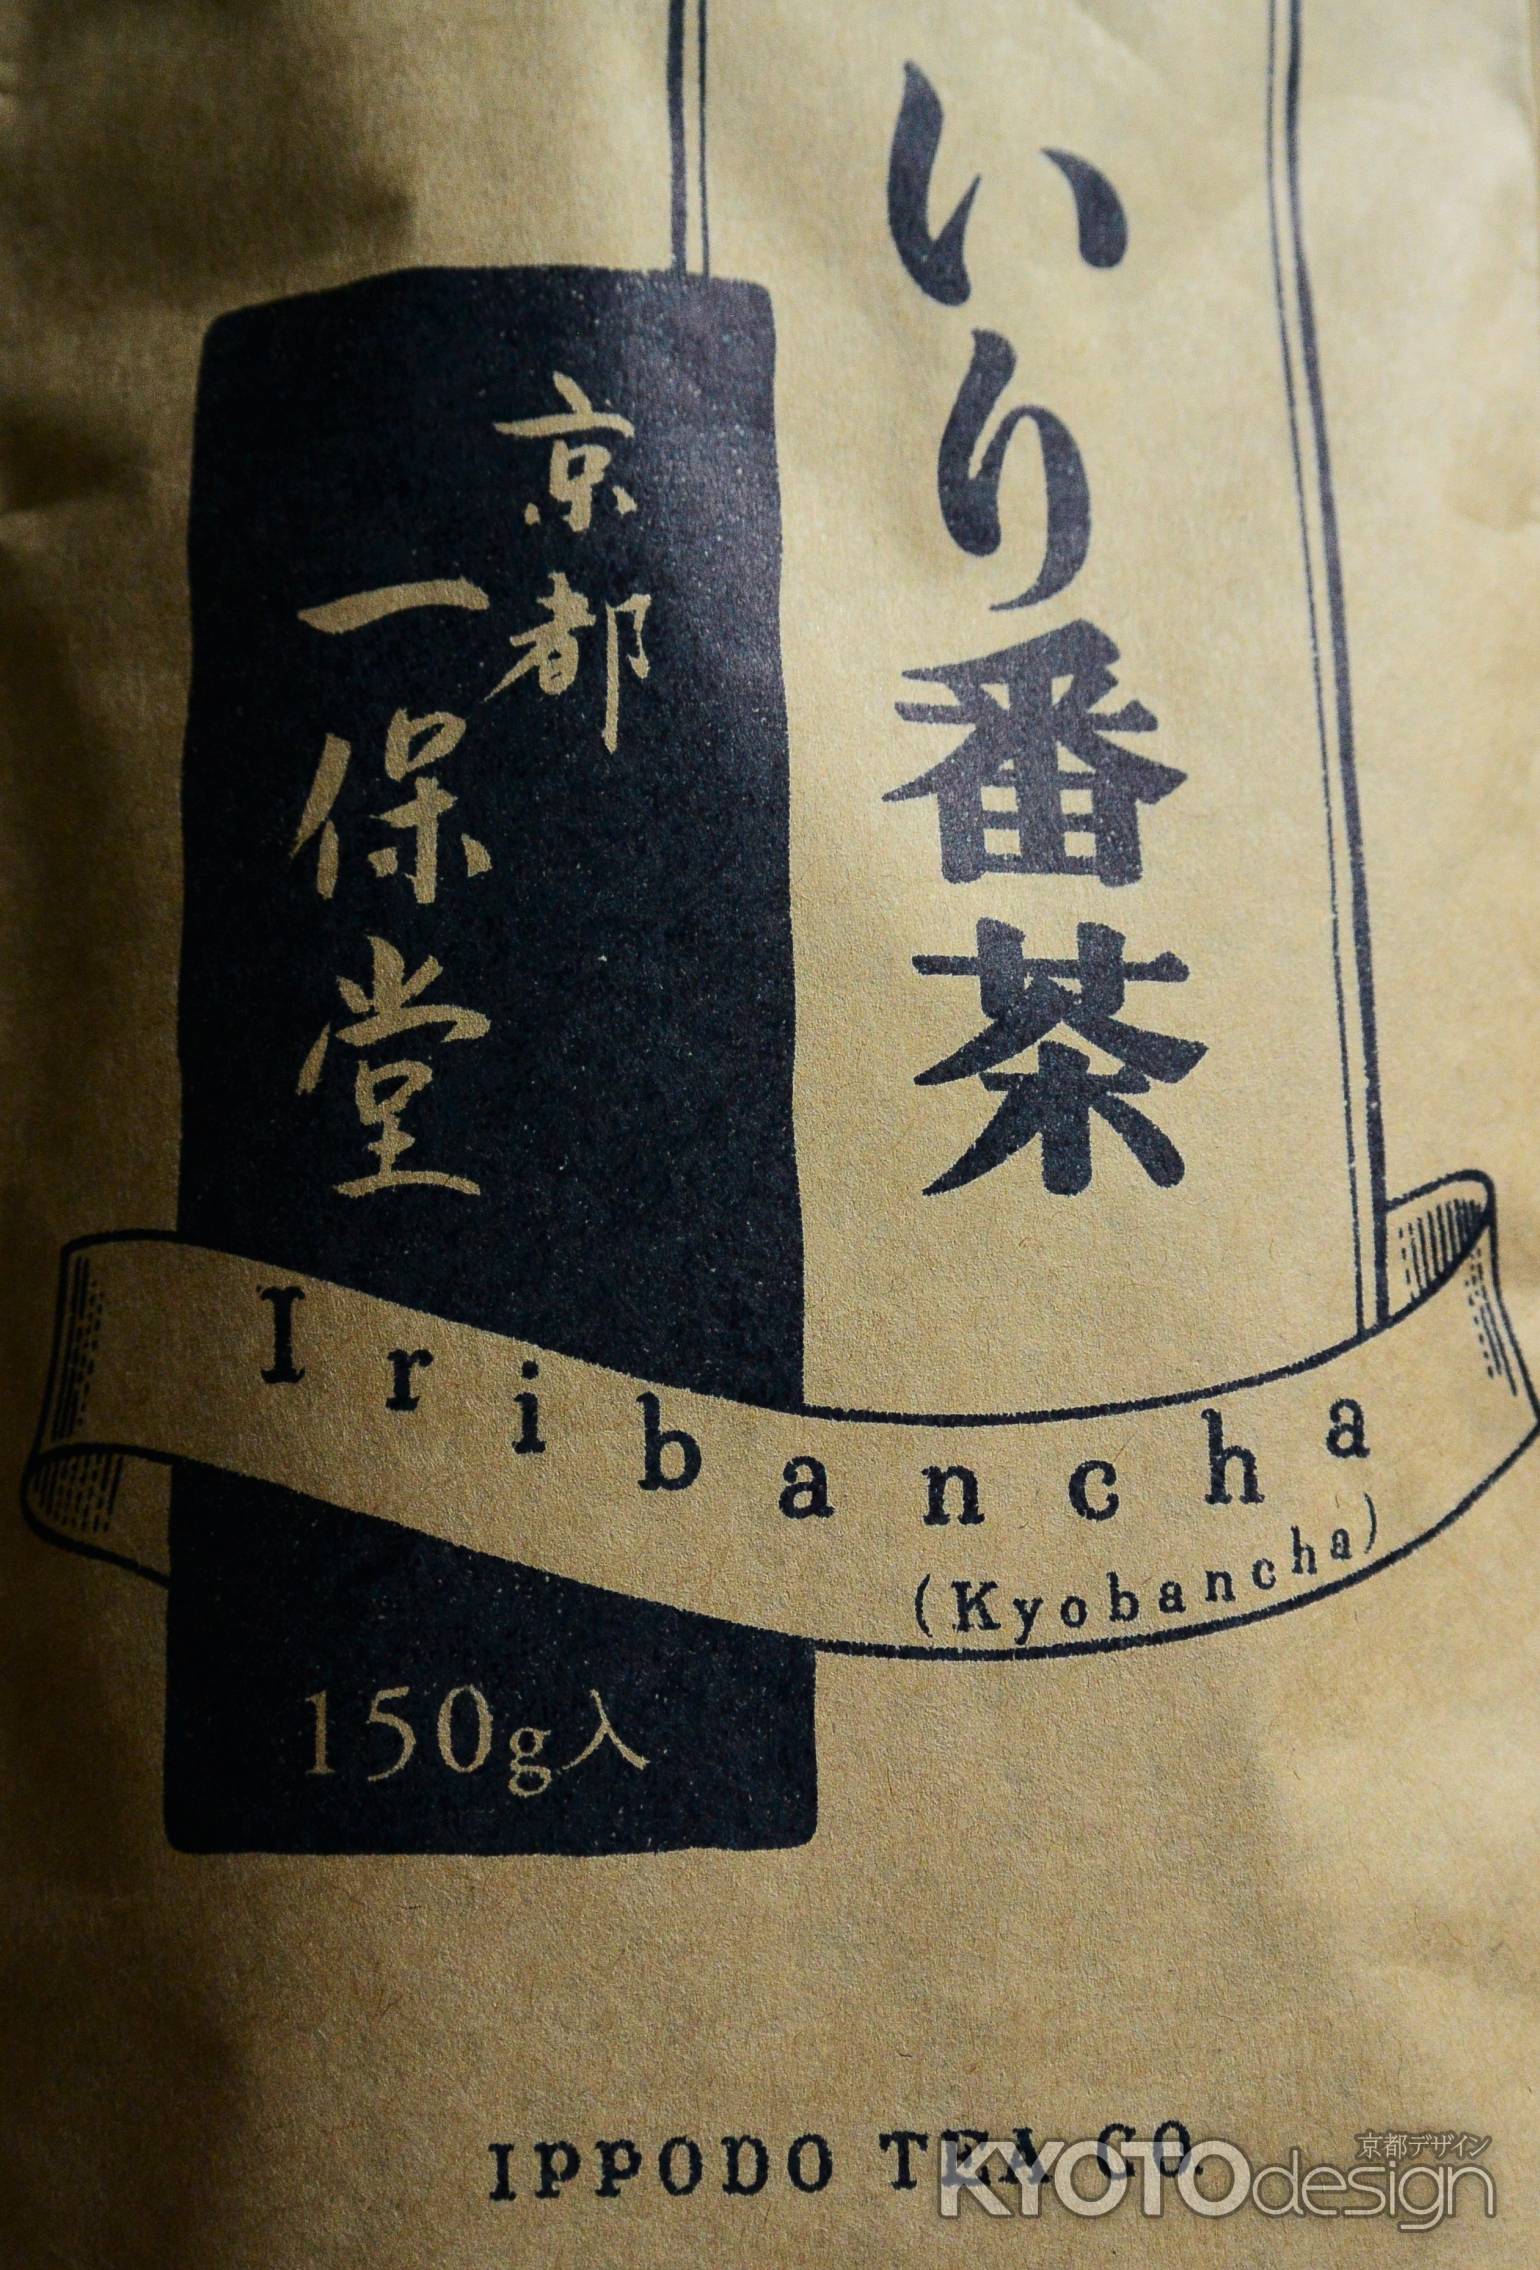 いり番茶
京都
一保堂
Iribancha
(Kyobancha)
150g入
IPPODO TEA CO.
京都デザイン
KYOTOdesign